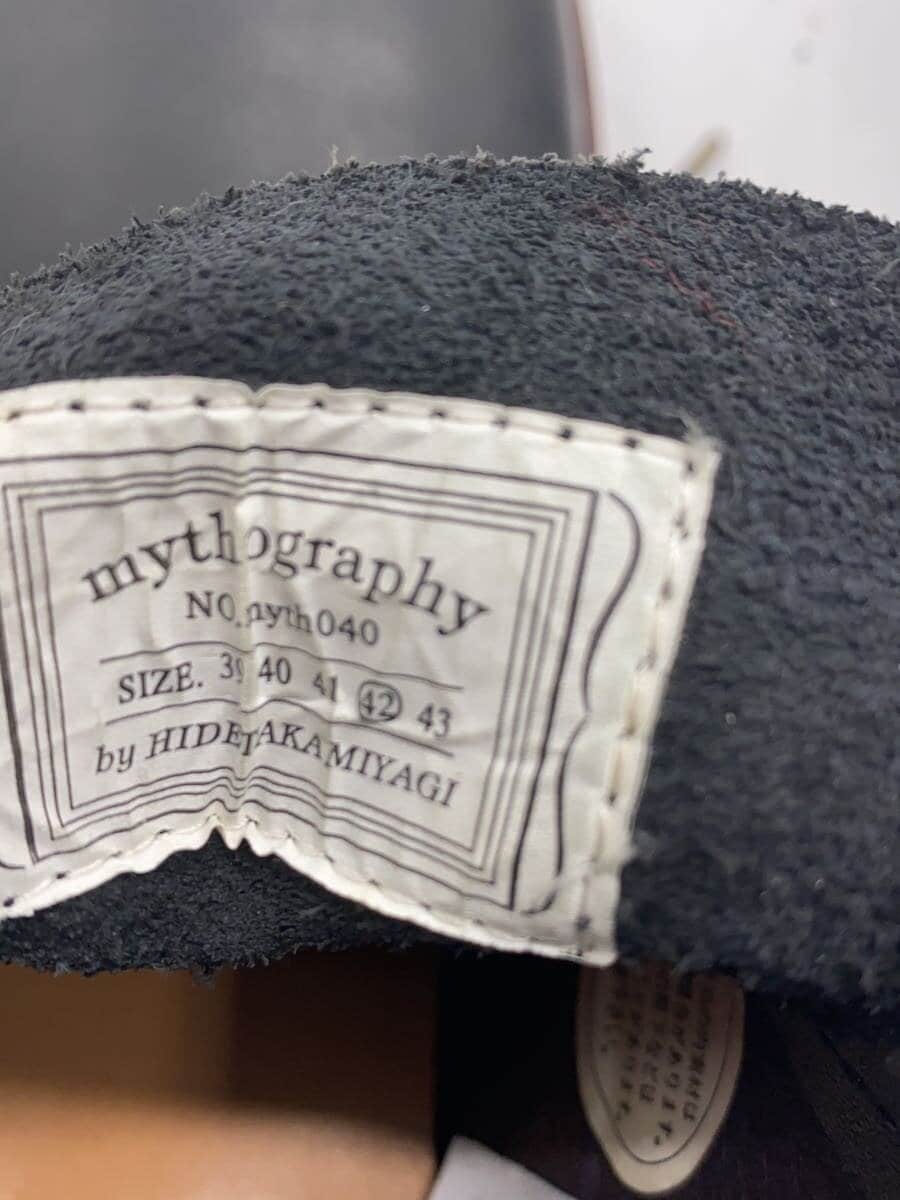 mythography
NO.myth040
SIZE. 39 40 41 42 43
by HIDETAKAMIYAGI